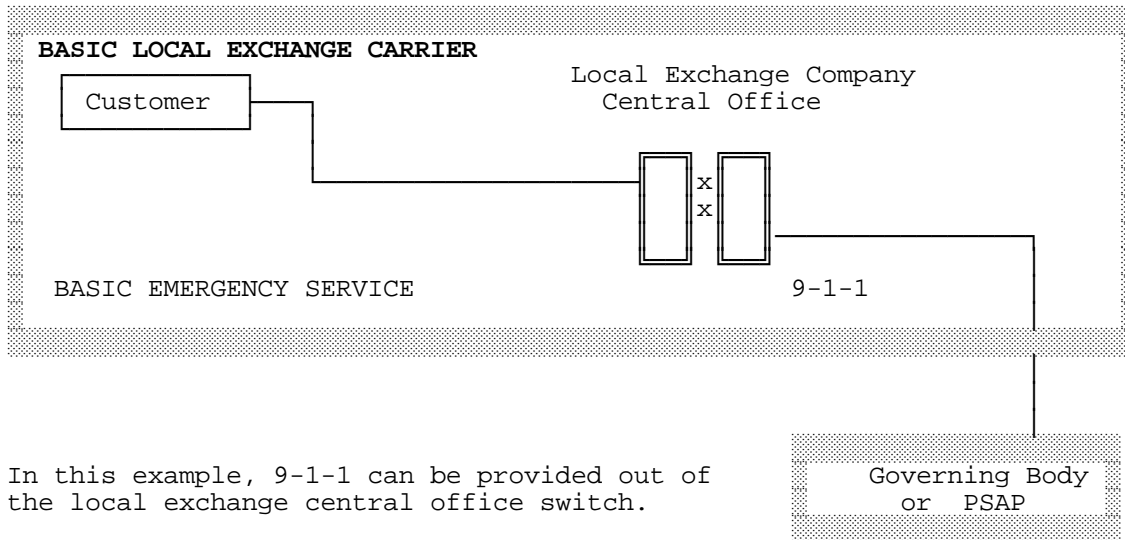 BASIC LOCAL EXCHANGE CARRIER
Local Exchange Company
Central Office
Customer
x
x
BASIC EMERGENCY SERVICE
9-1-1
In this example, 9-1-1 can be provided out of
the local exchange central office switch.
Governing Body
or PSAP